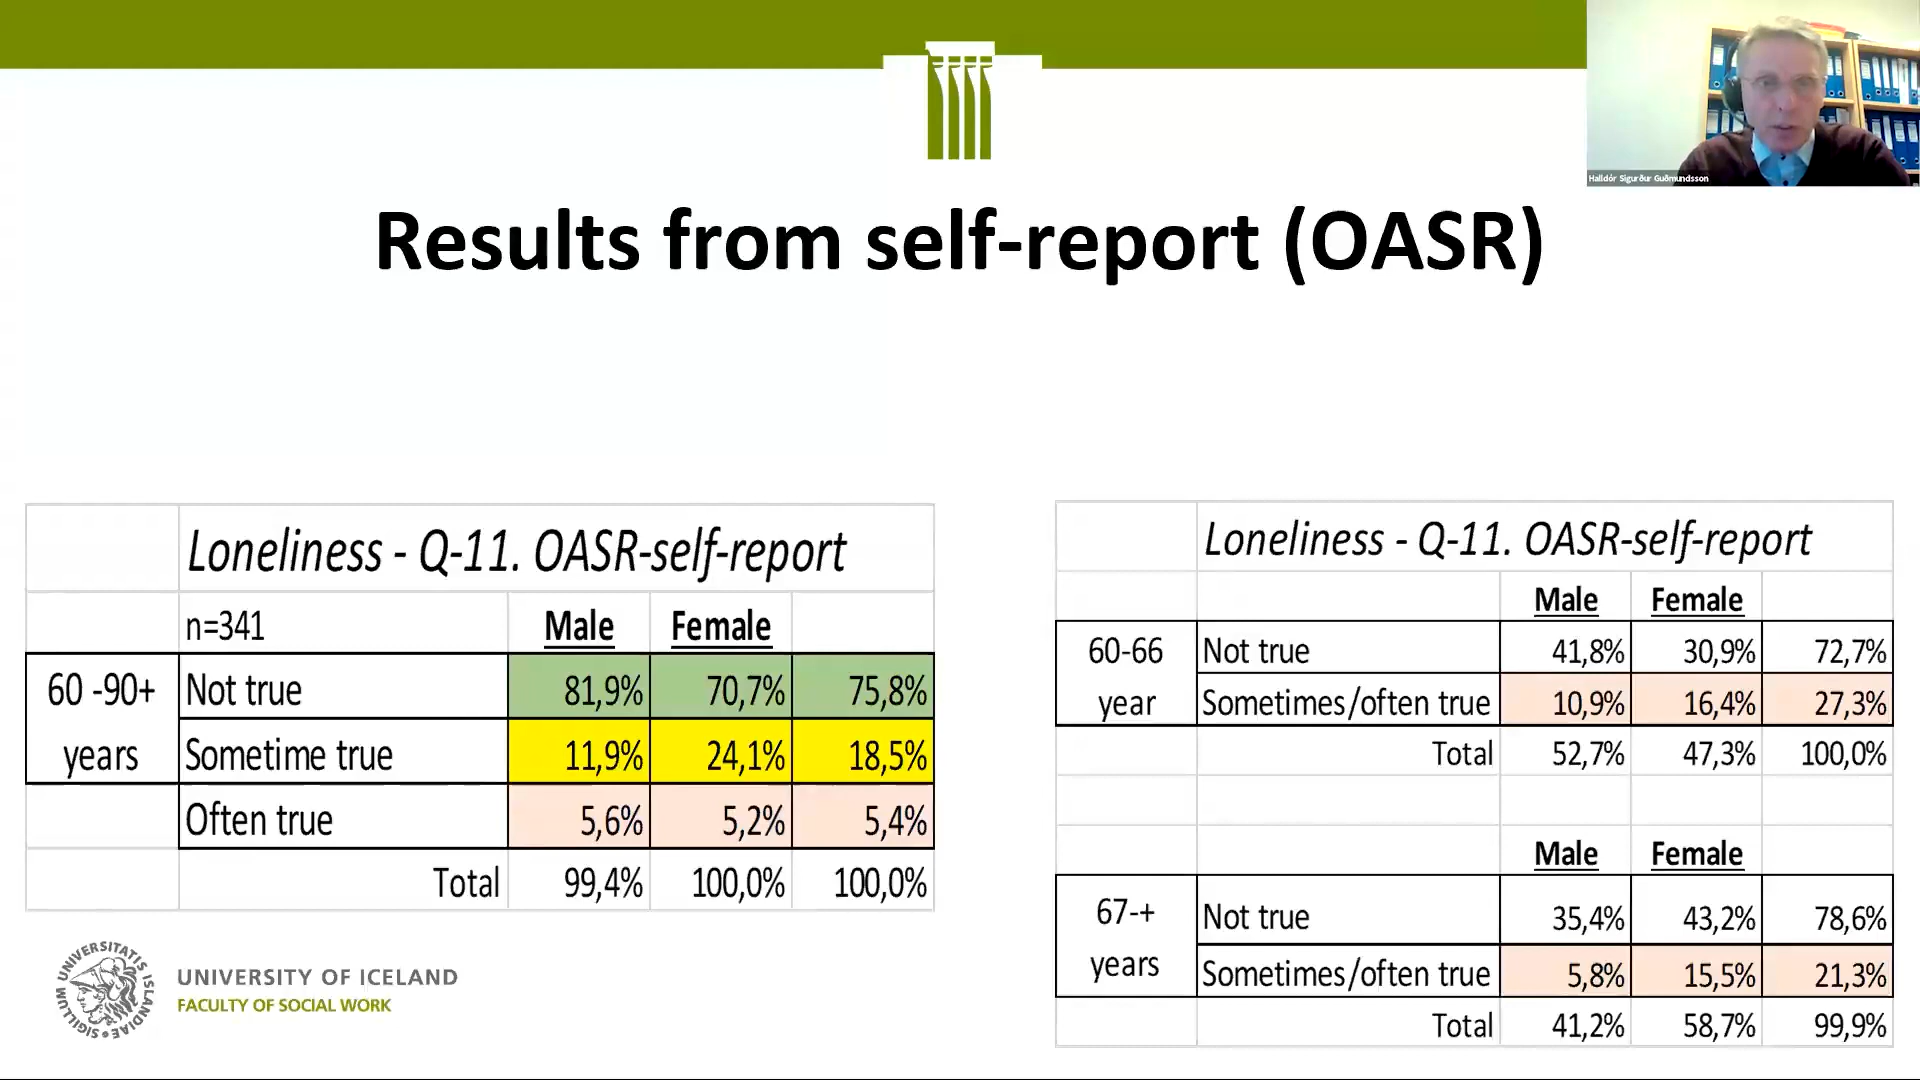 Halldór Sigurður Guðmundsson
Results from self-report (OASR)
Loneliness - Q-11. OASR-self-report
n=341 Male Female
60 -90+ years
Not true 81,9% 70,7% 75,8%
Sometime true 11,9% 24,1% 18,5%
Often true 5,6% 5,2% 5,4%
Total 99,4% 100,0% 100,0%
Loneliness - Q-11. OASR-self-report
Male Female
60-66 year
Not true 41,8% 30,9% 72,7%
Sometimes/often true 10,9% 16,4% 27,3%
Total 52,7% 47,3% 100,0%
Male Female
67-+ years
Not true 35,4% 43,2% 78,6%
Sometimes/often true 5,8% 15,5% 21,3%
Total 41,2% 58,7% 99,9%
SIGILLUM UNIVERSITATIS ISLANDIAE
UNIVERSITY OF ICELAND
FACULTY OF SOCIAL WORK